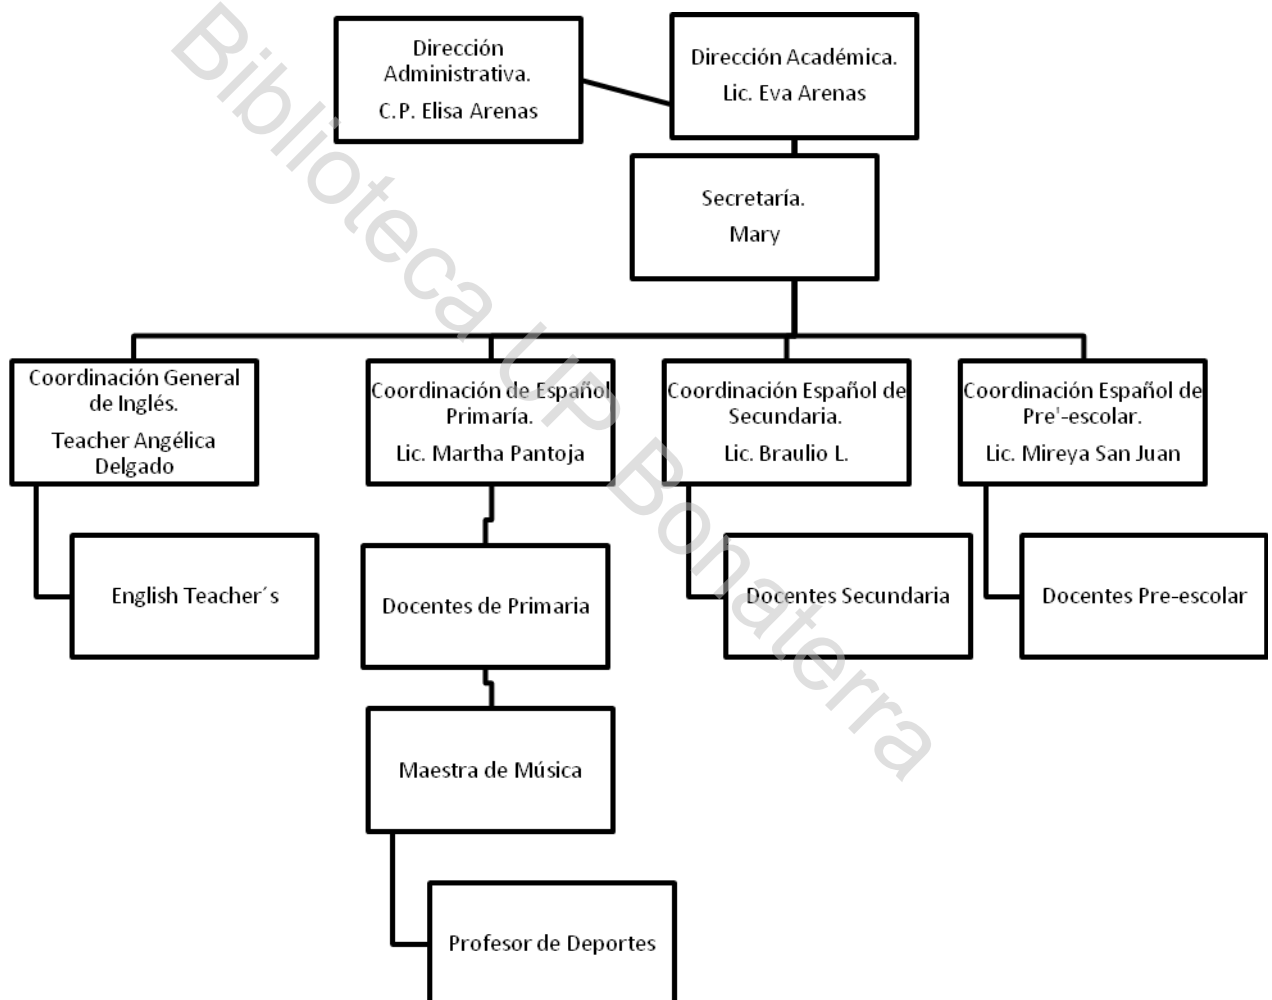 Dirección
Administrativa.
C.P. Elisa Arenas
Dirección Académica.
Lic. Eva Arenas
Secretaría.
Mary
Coordinación General
de Inglés.
Teacher Angélica
Delgado
Coordinación de Español
Primaría.
Lic. Martha Pantoja
Coordinación Español de
Secundaria.
Lic. Braulio L.
Coordinación Español de
Pre'-escolar.
Lic. Mireya San Juan
English Teacher´s
Docentes de Primaria
Docentes Secundaria
Docentes Pre-escolar
Maestra de Música
Profesor de Deportes
Biblioteca UP Bonaterra